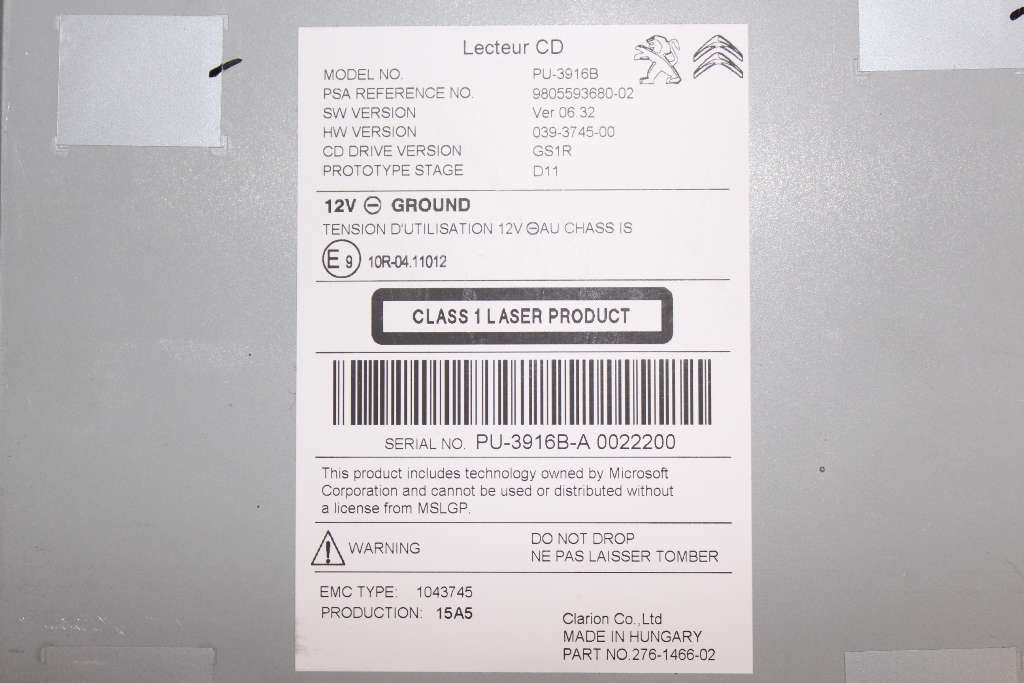 Lecteur CD
MODEL NO. PU-3916B
PSA REFERENCE NO. 9805593680-02
SW VERSION Ver 06.32
HW VERSION 039-3745-00
CD DRIVE VERSION GS1R
PROTOTYPE STAGE D11
12V ⊖ GROUND
TENSION D'UTILISATION 12V ⊖AU CHASS IS
E9 10R-04.11012
CLASS 1 LASER PRODUCT
SERIAL NO. PU-3916B-A 0022200
This product includes technology owned by Microsoft
Corporation and cannot be used or distributed without
a license from MSLGP.
WARNING
DO NOT DROP
NE PAS LAISSER TOMBER
EMC TYPE: 1043745
PRODUCTION: 15A5
Clarion Co.,Ltd
MADE IN HUNGARY
PART NO.276-1466-02